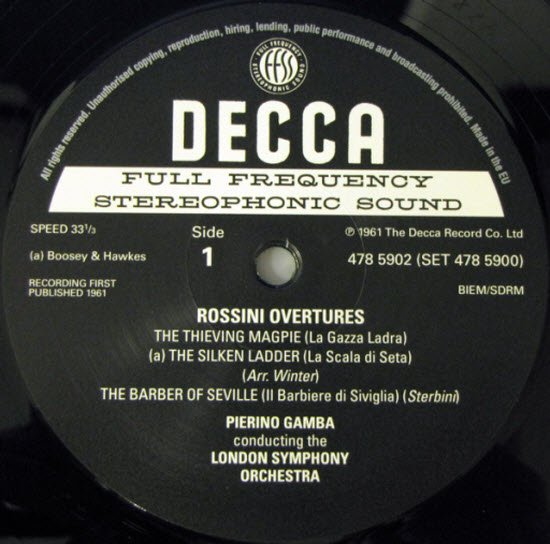 All rights reserved. Unauthorised copying, reproduction, hiring, lending, public performance and broadcasting prohibited. Made in the EU
FULL FREQUENCY
ffss
STEREOPHONIC SOUND
DECCA
FULL FREQUENCY
STEREOPHONIC SOUND
SPEED 33 1/3
Side
℗ 1961 The Decca Record Co. Ltd
(a) Boosey & Hawkes
1
478 5902 (SET 478 5900)
RECORDING FIRST
PUBLISHED 1961
BIEM/SDRM
ROSSINI OVERTURES
THE THIEVING MAGPIE (La Gazza Ladra)
(a) THE SILKEN LADDER (La Scala di Seta)
(Arr. Winter)
THE BARBER OF SEVILLE (Il Barbiere di Siviglia) (Sterbini)
PIERINO GAMBA
conducting the
LONDON SYMPHONY
ORCHESTRA